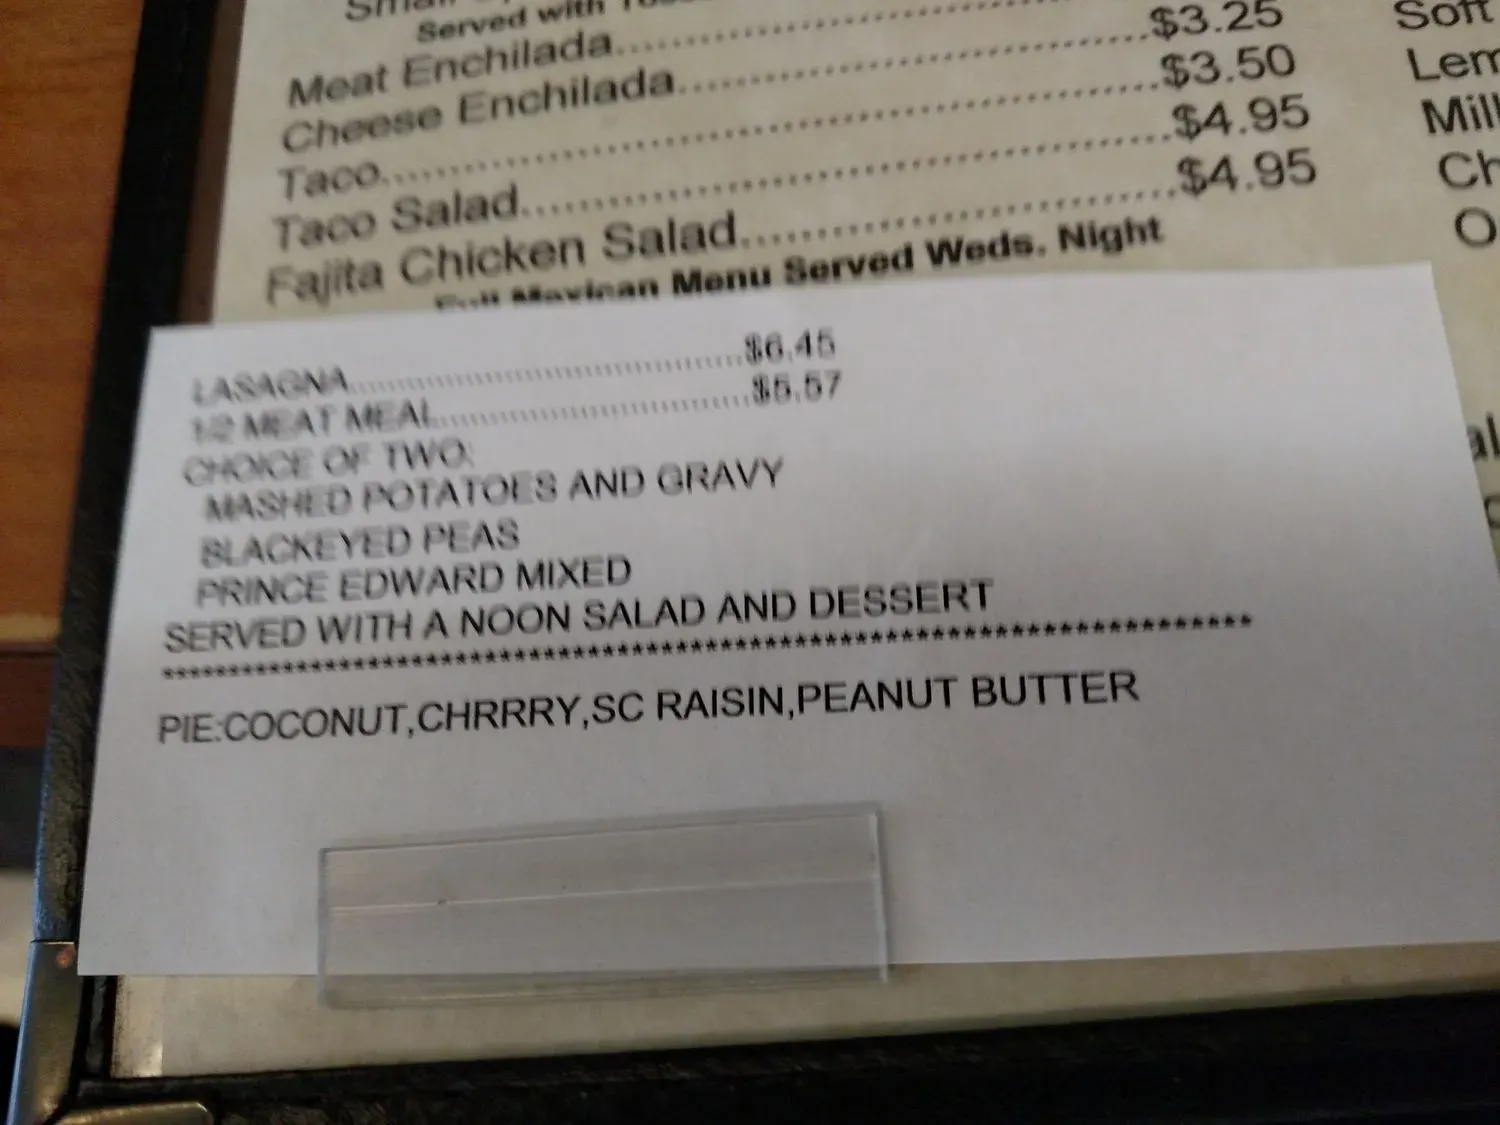 Served with
Meat Enchilada
Cheese Enchilada....................$3.25
Taco....................$3.50
Taco Salad....................$4.95
Fajita Chicken Salad....................$4.95
Full Mexican Menu Served Weds. Night
Soft
Lem
Mil
Ch
O
LASAGNA....................$6.45
1/2 MEAT MEAL....................$5.57
CHOICE OF TWO:
MASHED POTATOES AND GRAVY
BLACKEYED PEAS
PRINCE EDWARD MIXED
SERVED WITH A NOON SALAD AND DESSERT
****************************************************************
PIE:COCONUT,CHRRRY,SC RAISIN,PEANUT BUTTER